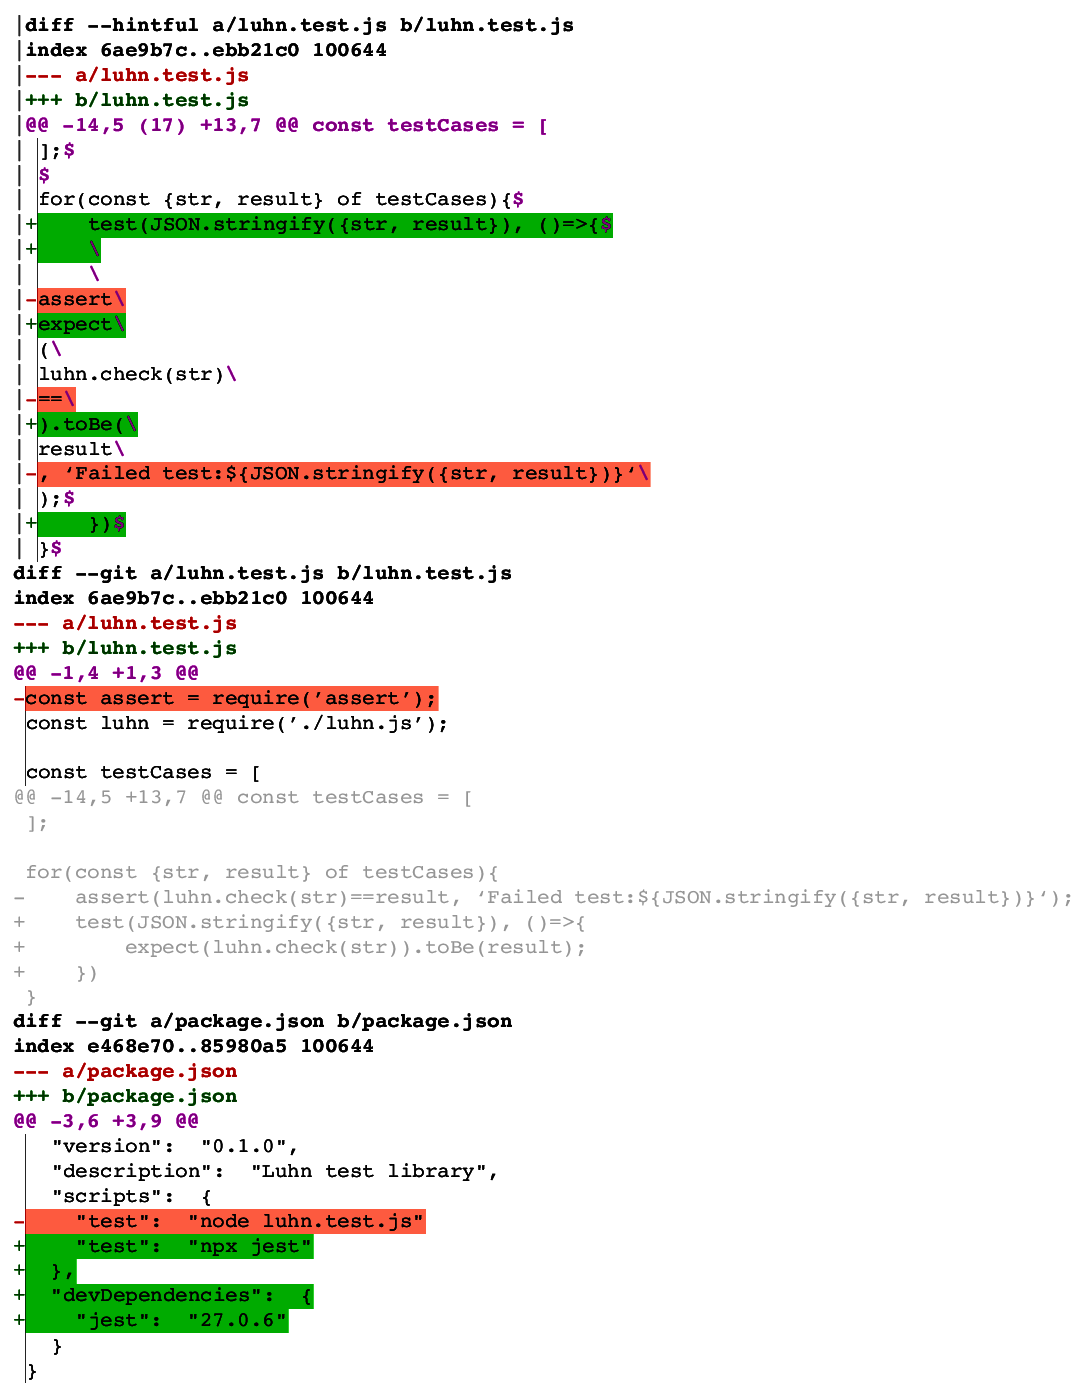 |diff --hintful a/luhn.test.js b/luhn.test.js
|index 6ae9b7c..ebb21c0 100644
|--- a/luhn.test.js
|+++ b/luhn.test.js
|@@ -14,5 (17) +13,7 @@ const testCases = [
| ];$
| $
| for(const {str, result} of testCases){$
|+    test(JSON.stringify({str, result}), ()=>{$
|+    \
|     \
|-assert\
|+expect\
| (\
| luhn.check(str)\
|-==\
|+).toBe(\
| result\
|-, ‘Failed test:${JSON.stringify({str, result})}‘\
| );$
|+    })$
| }$
diff --git a/luhn.test.js b/luhn.test.js
index 6ae9b7c..ebb21c0 100644
--- a/luhn.test.js
+++ b/luhn.test.js
@@ -1,4 +1,3 @@
-const assert = require(’assert’);
 const luhn = require(’./luhn.js’);

 const testCases = [
@@ -14,5 +13,7 @@ const testCases = [
 ];

 for(const {str, result} of testCases){
-    assert(luhn.check(str)==result, ‘Failed test:${JSON.stringify({str, result})}‘);
+    test(JSON.stringify({str, result}), ()=>{
+        expect(luhn.check(str)).toBe(result);
+    })
 }
diff --git a/package.json b/package.json
index e468e70..85980a5 100644
--- a/package.json
+++ b/package.json
@@ -3,6 +3,9 @@
   "version":  "0.1.0",
   "description":  "Luhn test library",
   "scripts":  {
-    "test":  "node luhn.test.js"
+    "test":  "npx jest"
+  },
+  "devDependencies":  {
+    "jest":  "27.0.6"
   }
 }